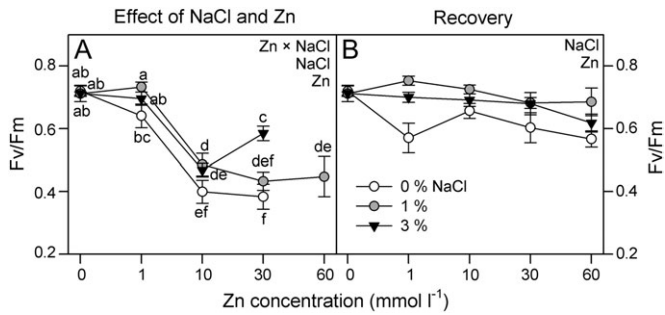 Effect of NaCl and Zn
Recovery
A
Zn × NaCl
NaCl
Zn
B
NaCl
Zn
0.8
0.6
0.4
0.2
Fv/Fm
ab
ab
ab
a
ab
bc
d
de
ef
c
def
f
de
0 % NaCl
1 %
3 %
0.8
0.6
0.4
0.2
Fv/Fm
0 1 10 30 60
0 1 10 30 60
Zn concentration (mmol l⁻¹)